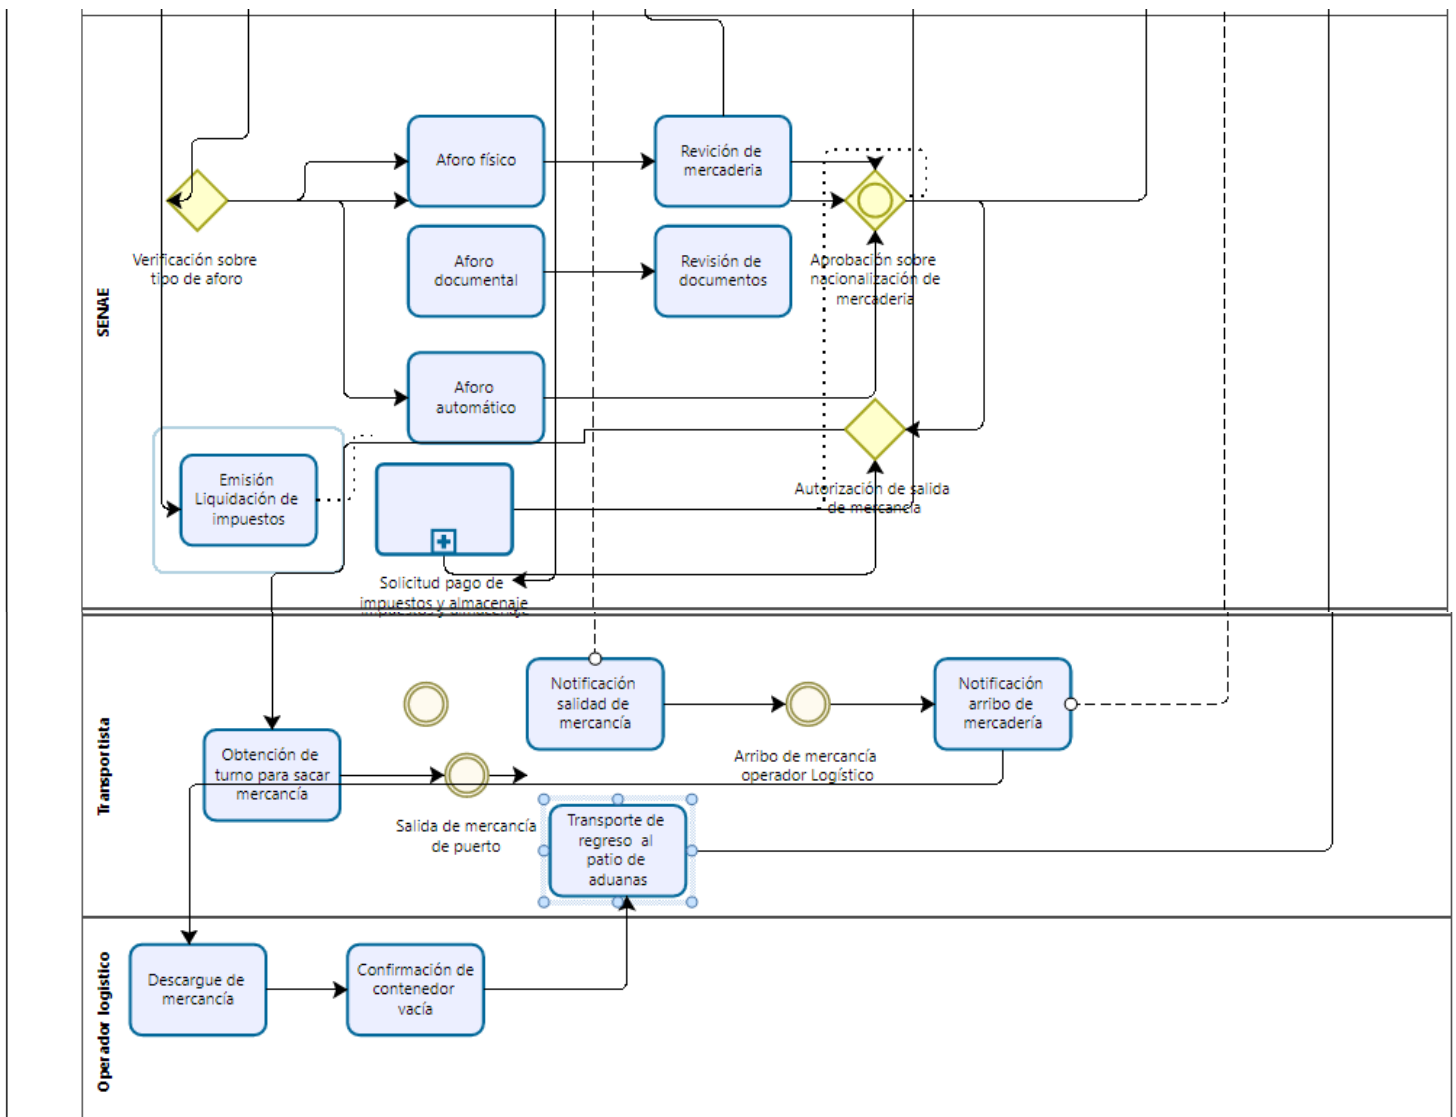 SENAE
Aforo físico
Revición de
mercaderia
Verificación sobre
tipo de aforo
Aforo
documental
Revisión de
documentos
Aprobación sobre
nacionalización de
mercaderia
Aforo
automático
Emisión
Liquidación de
impuestos
Autorización de salida
de mercancia
Solicitud pago de
impuestos y almacenaje
Transportista
Notificación
salidad de
mercancía
Notificación
arribo de
mercadería
Obtención de
turno para sacar
mercancía
Arribo de mercancía
operador Logístico
Salida de mercancía
de puerto
Transporte de
regreso al
patio de
aduanas
Operador logistico
Descargue de
mercancía
Confirmación de
contenedor
vacía